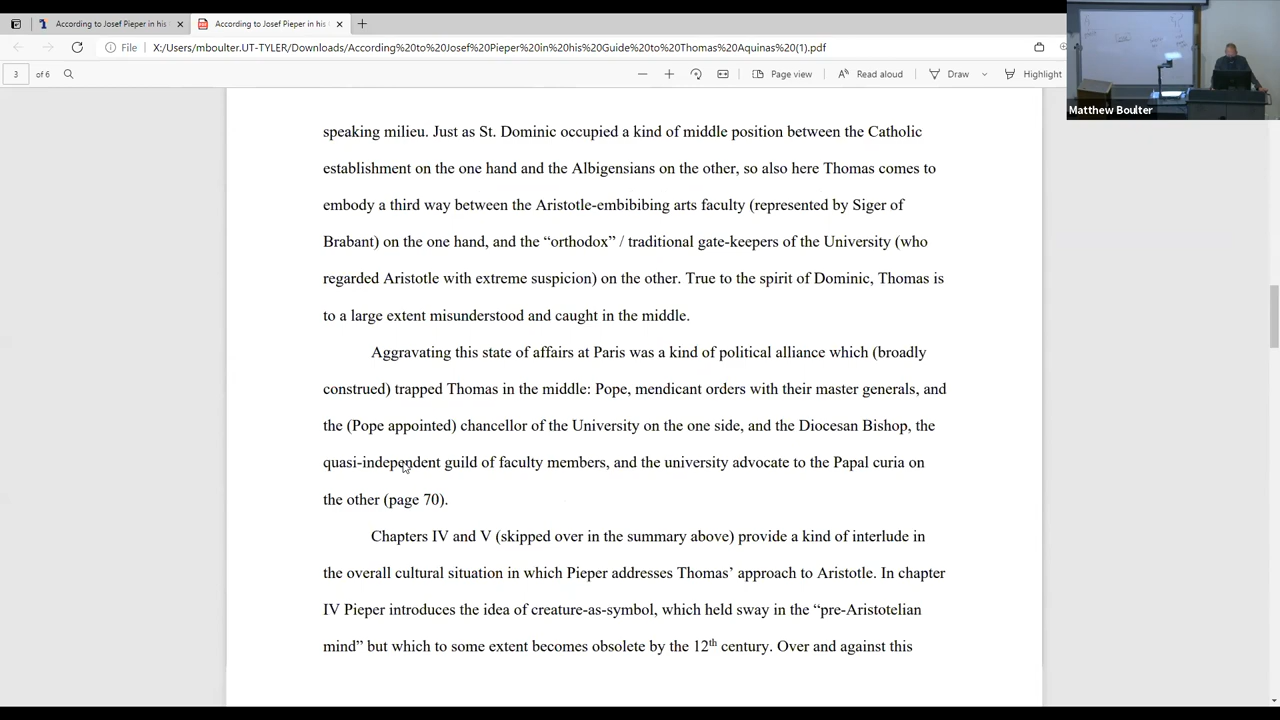 According to Josef Pieper in his
According to Josef Pieper in his
File
X:/Users/mboulter.UT-TYLER/Downloads/According%20to%20Josef%20Pieper%20in%20his%20Guide%20to%20Thomas%20Aquinas%20(1).pdf
3 of 6
Page view
Read aloud
Draw
Highlight
Matthew Boulter
speaking milieu. Just as St. Dominic occupied a kind of middle position between the Catholic
establishment on the one hand and the Albigensians on the other, so also here Thomas comes to
embody a third way between the Aristotle-embibibing arts faculty (represented by Siger of
Brabant) on the one hand, and the “orthodox” / traditional gate-keepers of the University (who
regarded Aristotle with extreme suspicion) on the other. True to the spirit of Dominic, Thomas is
to a large extent misunderstood and caught in the middle.
Aggravating this state of affairs at Paris was a kind of political alliance which (broadly
construed) trapped Thomas in the middle: Pope, mendicant orders with their master generals, and
the (Pope appointed) chancellor of the University on the one side, and the Diocesan Bishop, the
quasi-independent guild of faculty members, and the university advocate to the Papal curia on
the other (page 70).
Chapters IV and V (skipped over in the summary above) provide a kind of interlude in
the overall cultural situation in which Pieper addresses Thomas’ approach to Aristotle. In chapter
IV Pieper introduces the idea of creature-as-symbol, which held sway in the “pre-Aristotelian
mind” but which to some extent becomes obsolete by the 12th century. Over and against this